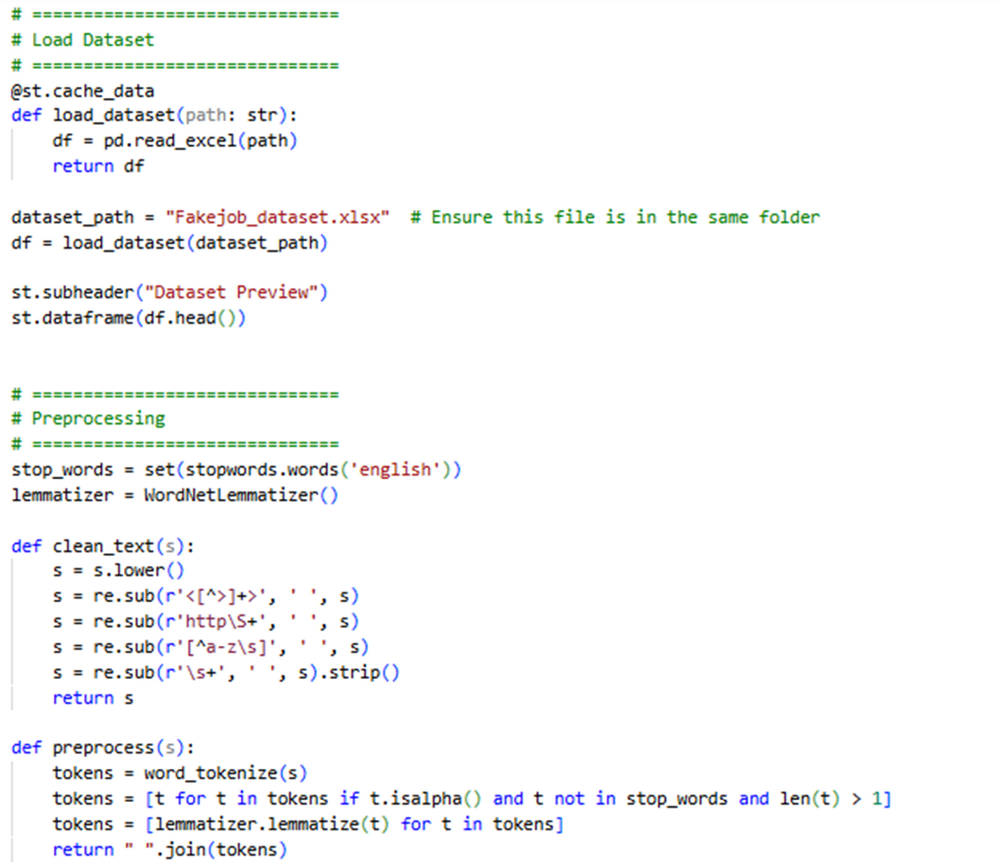 # ==============================
# Load Dataset
# ==============================
@st.cache_data
def load_dataset(path: str):
    df = pd.read_excel(path)
    return df

dataset_path = "Fakejob_dataset.xlsx"  # Ensure this file is in the same folder
df = load_dataset(dataset_path)

st.subheader("Dataset Preview")
st.dataframe(df.head())

# ==============================
# Preprocessing
# ==============================
stop_words = set(stopwords.words('english'))
lemmatizer = WordNetLemmatizer()

def clean_text(s):
    s = s.lower()
    s = re.sub(r'<[^>]+>', ' ', s)
    s = re.sub(r'http\S+', ' ', s)
    s = re.sub(r'[^a-z\s]', ' ', s)
    s = re.sub(r'\s+', ' ', s).strip()
    return s

def preprocess(s):
    tokens = word_tokenize(s)
    tokens = [t for t in tokens if t.isalpha() and t not in stop_words and len(t) > 1]
    tokens = [lemmatizer.lemmatize(t) for t in tokens]
    return " ".join(tokens)